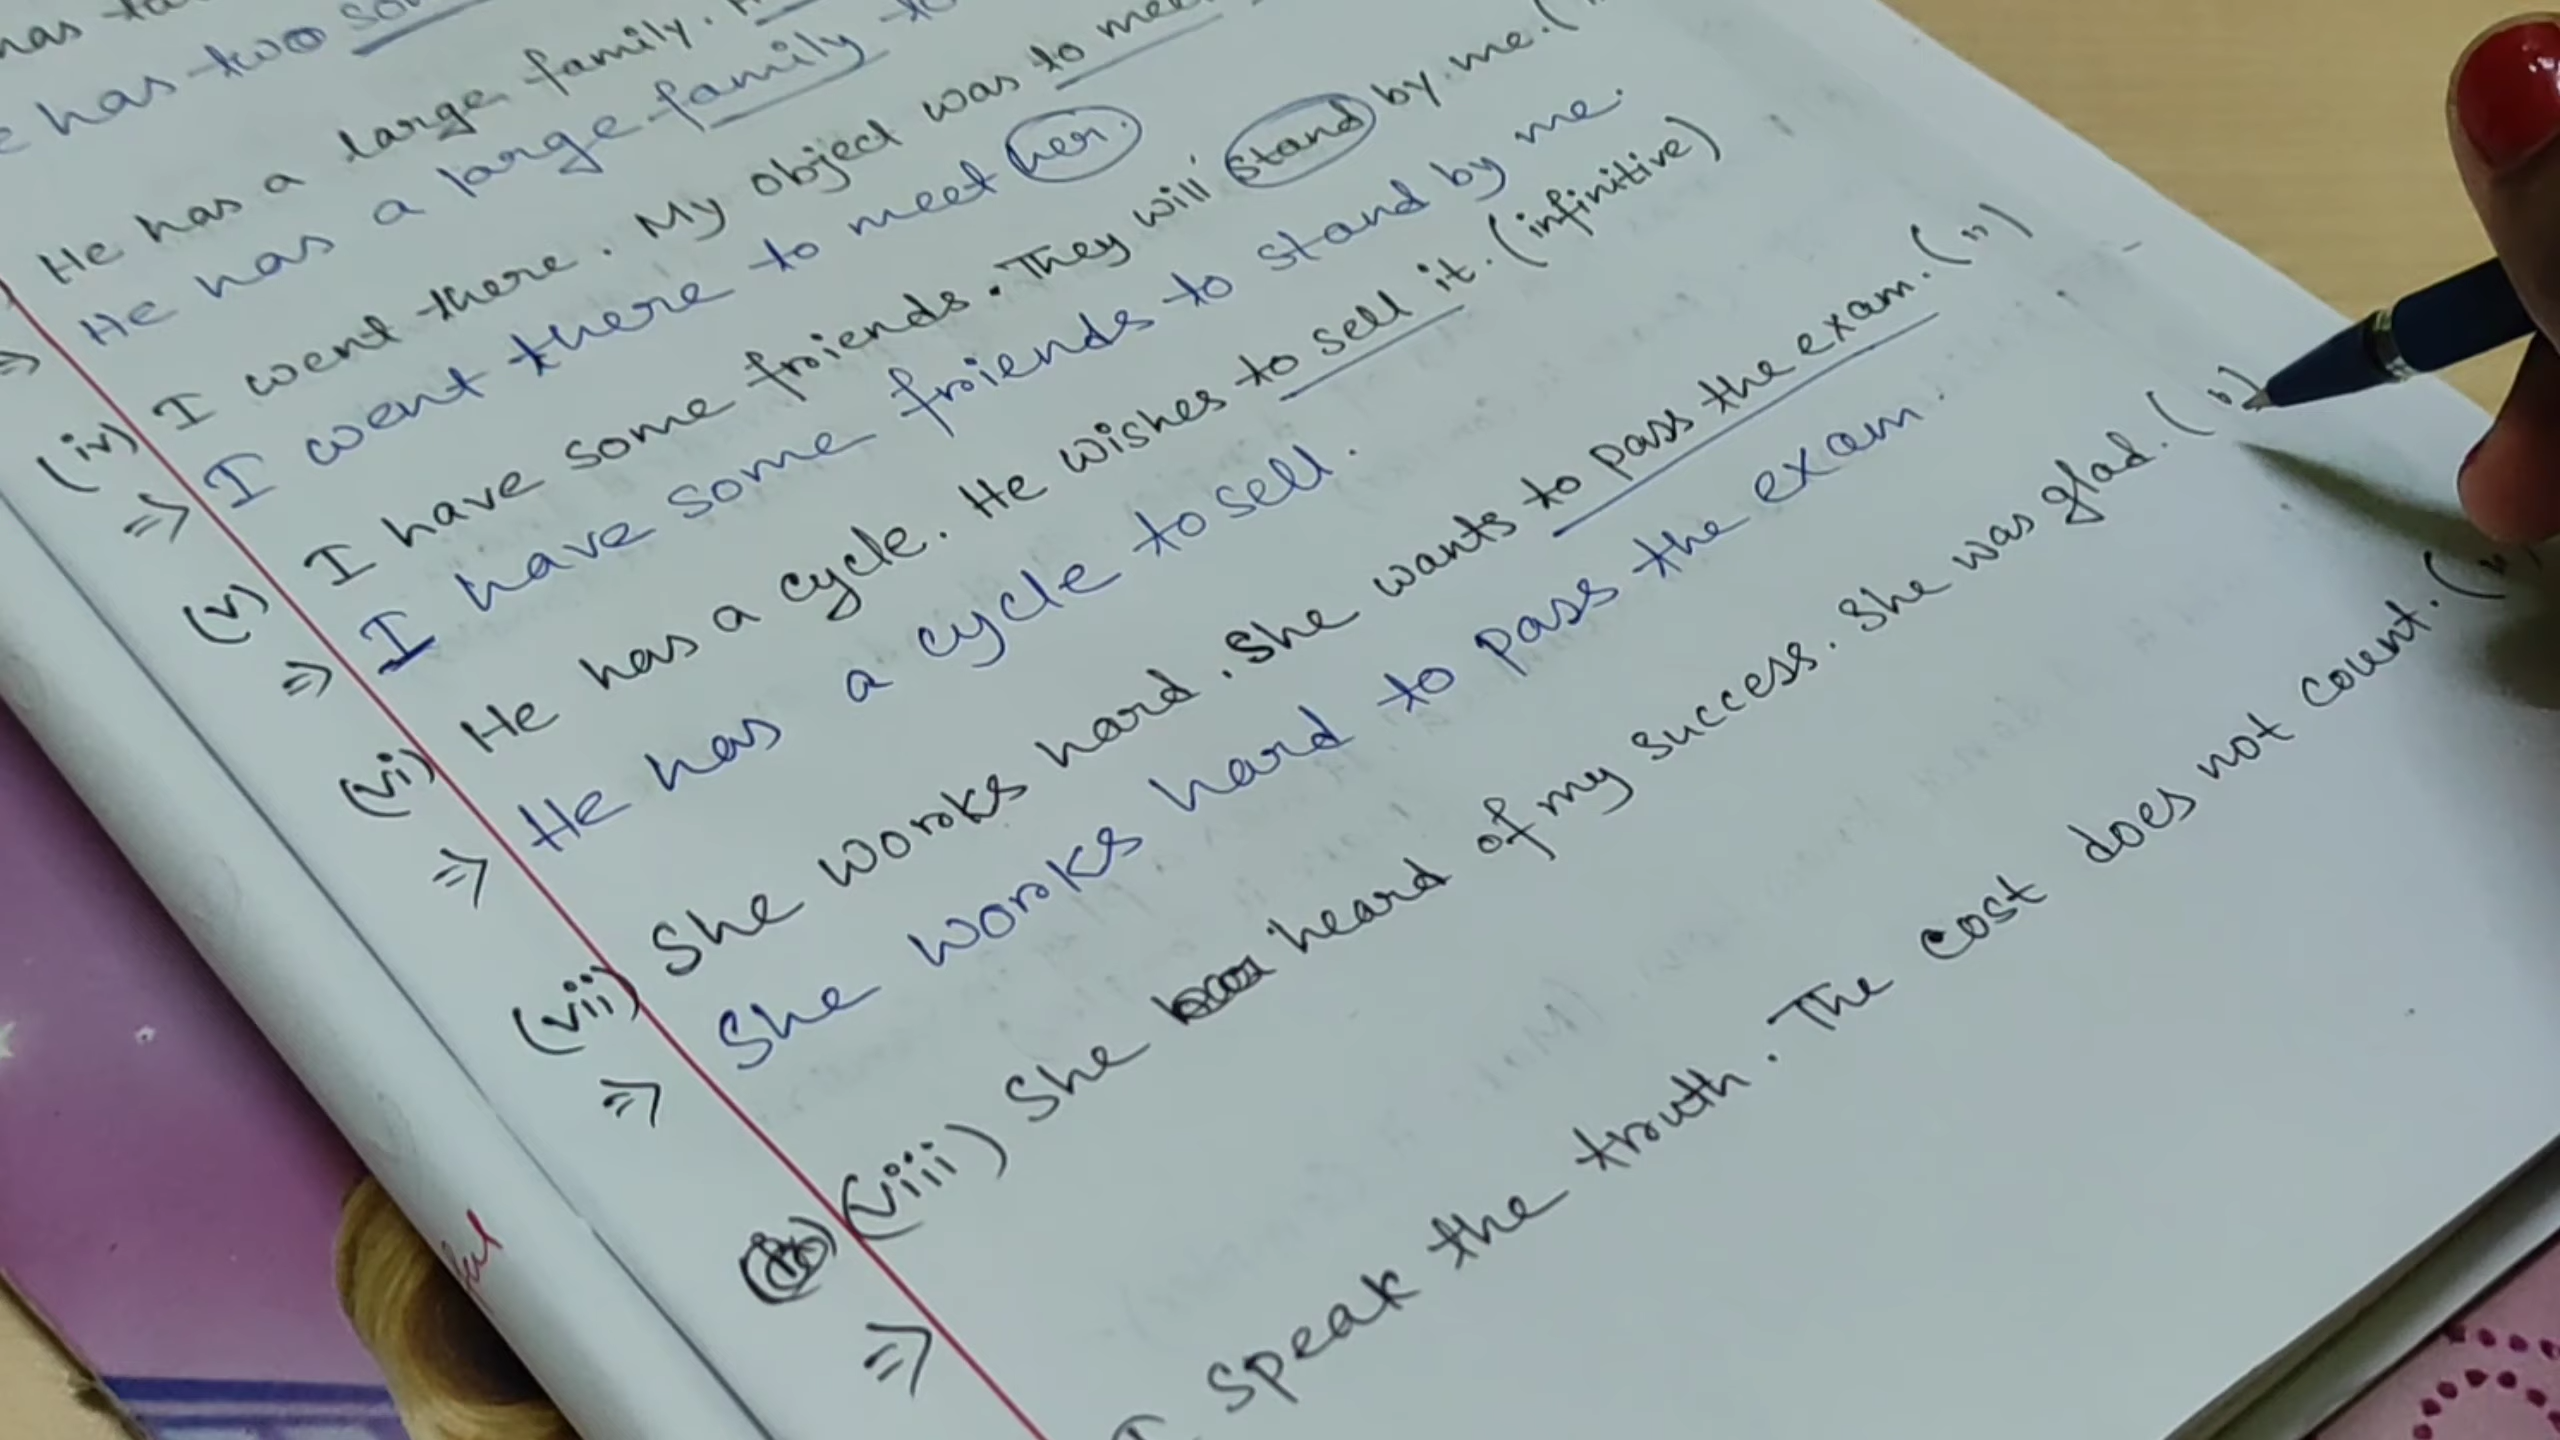 has two
He has a large family.
He has a large family to
(iv) I went there. My object was to meet
⇒ I went there to meet her.
(v) I have some friends. They will stand by me. (
⇒ I have some friends to stand by me.
(vi) He has a cycle. He wishes to sell it. (infinitive)
⇒ He has a cycle to sell.
(vii) She works hard. She wants to pass the exam. (")
⇒ She works hard to pass the exam.
(viii) She heard of my success. She was glad. (")
⇒
I speak the truth. The cost does not count. (")